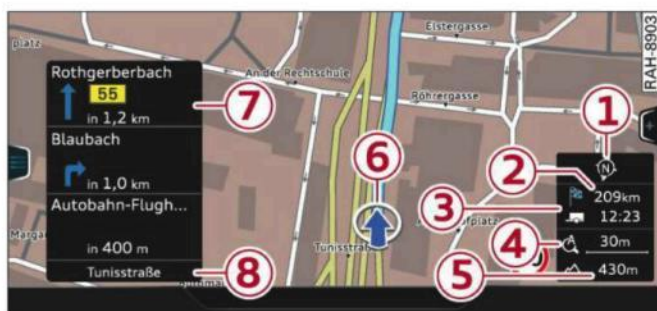 Elstergasse
platz
RAH-8903
Rothgerberbach
An der Rechtschule
55
7
Röhrergasse
in 1,2 km
1
Blaubach
6
2
N
in 1,0 km
3
209km
12:23
Autobahn-Flugh...
4
30m
in 400 m
Tunisstraße
5
430m
Tunisstraße
8